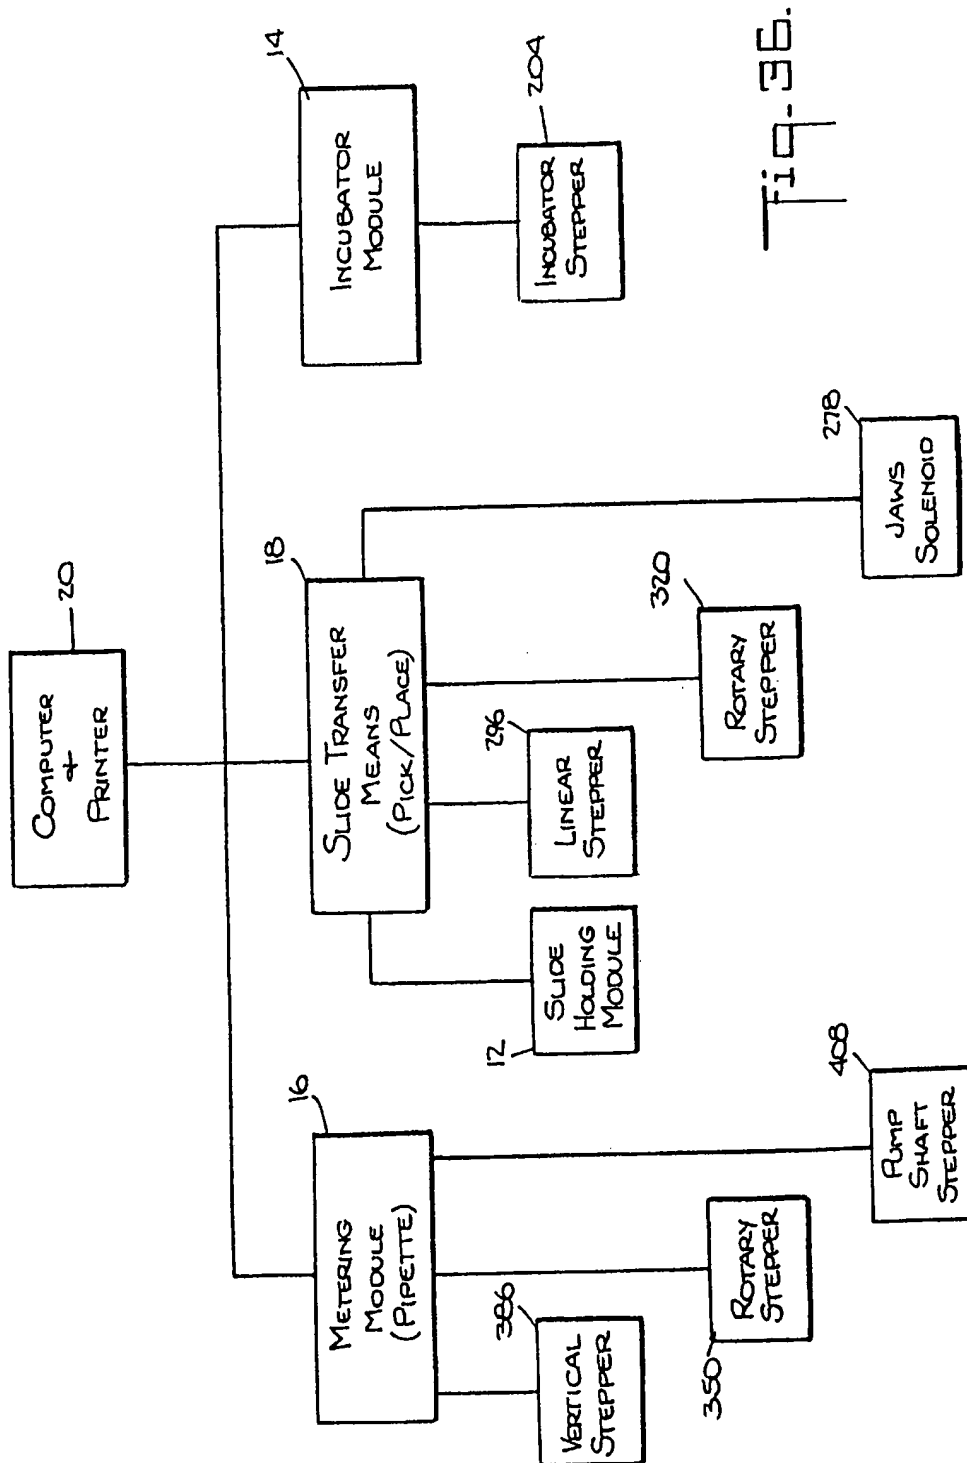 COMPUTER
+
PRINTER
20
METERING
MODULE
(PIPETTE)
16
SLIDE TRANSFER
MEANS
(PICK/PLACE)
18
INCUBATOR
MODULE
14
VERTICAL
STEPPER
386
ROTARY
STEPPER
350
PUMP
SHAFT
STEPPER
408
SLIDE
HOLDING
MODULE
12
LINEAR
STEPPER
296
ROTARY
STEPPER
320
JAWS
SOLENOID
278
INCUBATOR
STEPPER
204
Fig. 36.